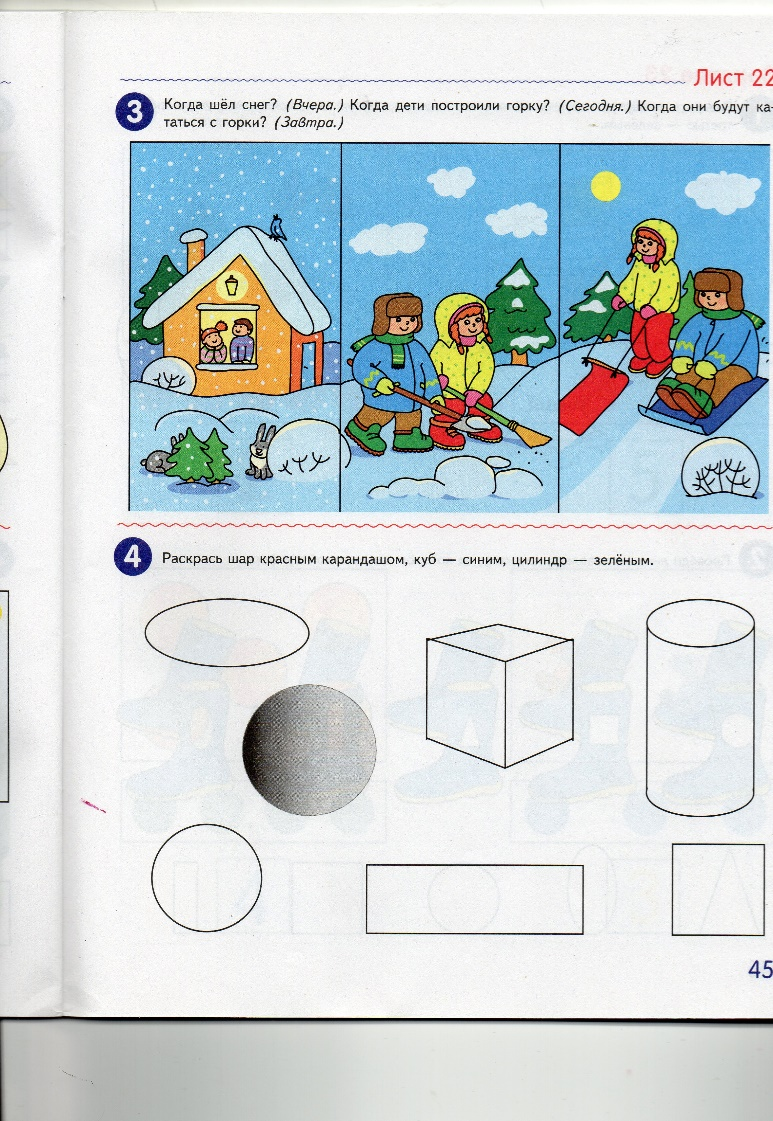 Лист 22
3 Когда шёл снег? (Вчера.) Когда дети построили горку? (Сегодня.) Когда они будут ка-
таться с горки? (Завтра.)
4 Раскрась шар красным карандашом, куб — синим, цилиндр — зелёным.
45